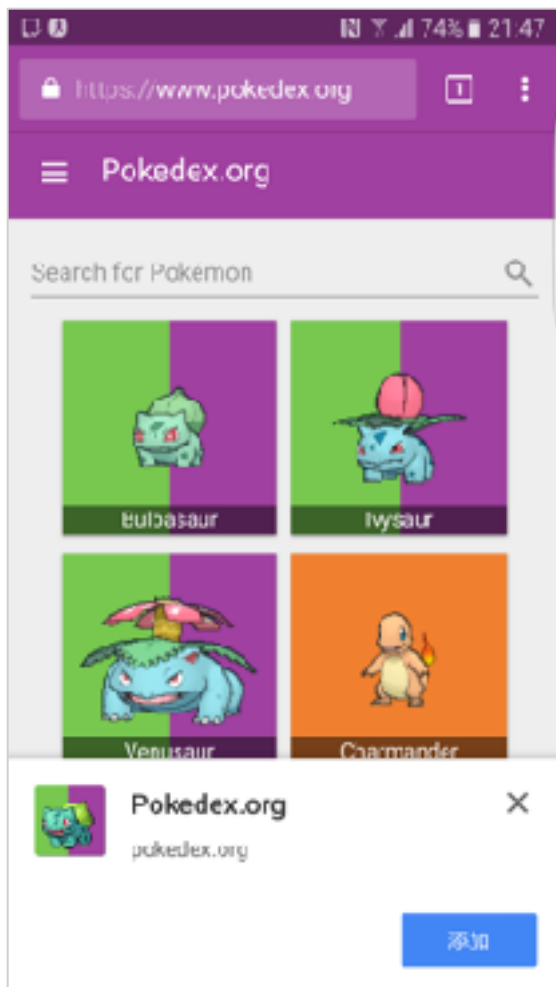 74% 21:47
https://www.pokedex.org 1
Pokedex.org
Search for Pokemon
Bulbasaur Ivysaur
Venusaur Charmander
Pokedex.org
pokedex.org
添加